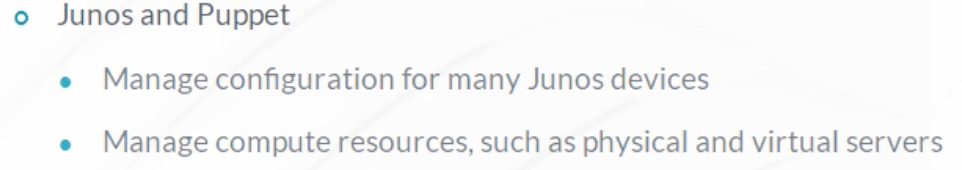 Junos and Puppet
Manage configuration for many Junos devices
Manage compute resources, such as physical and virtual servers